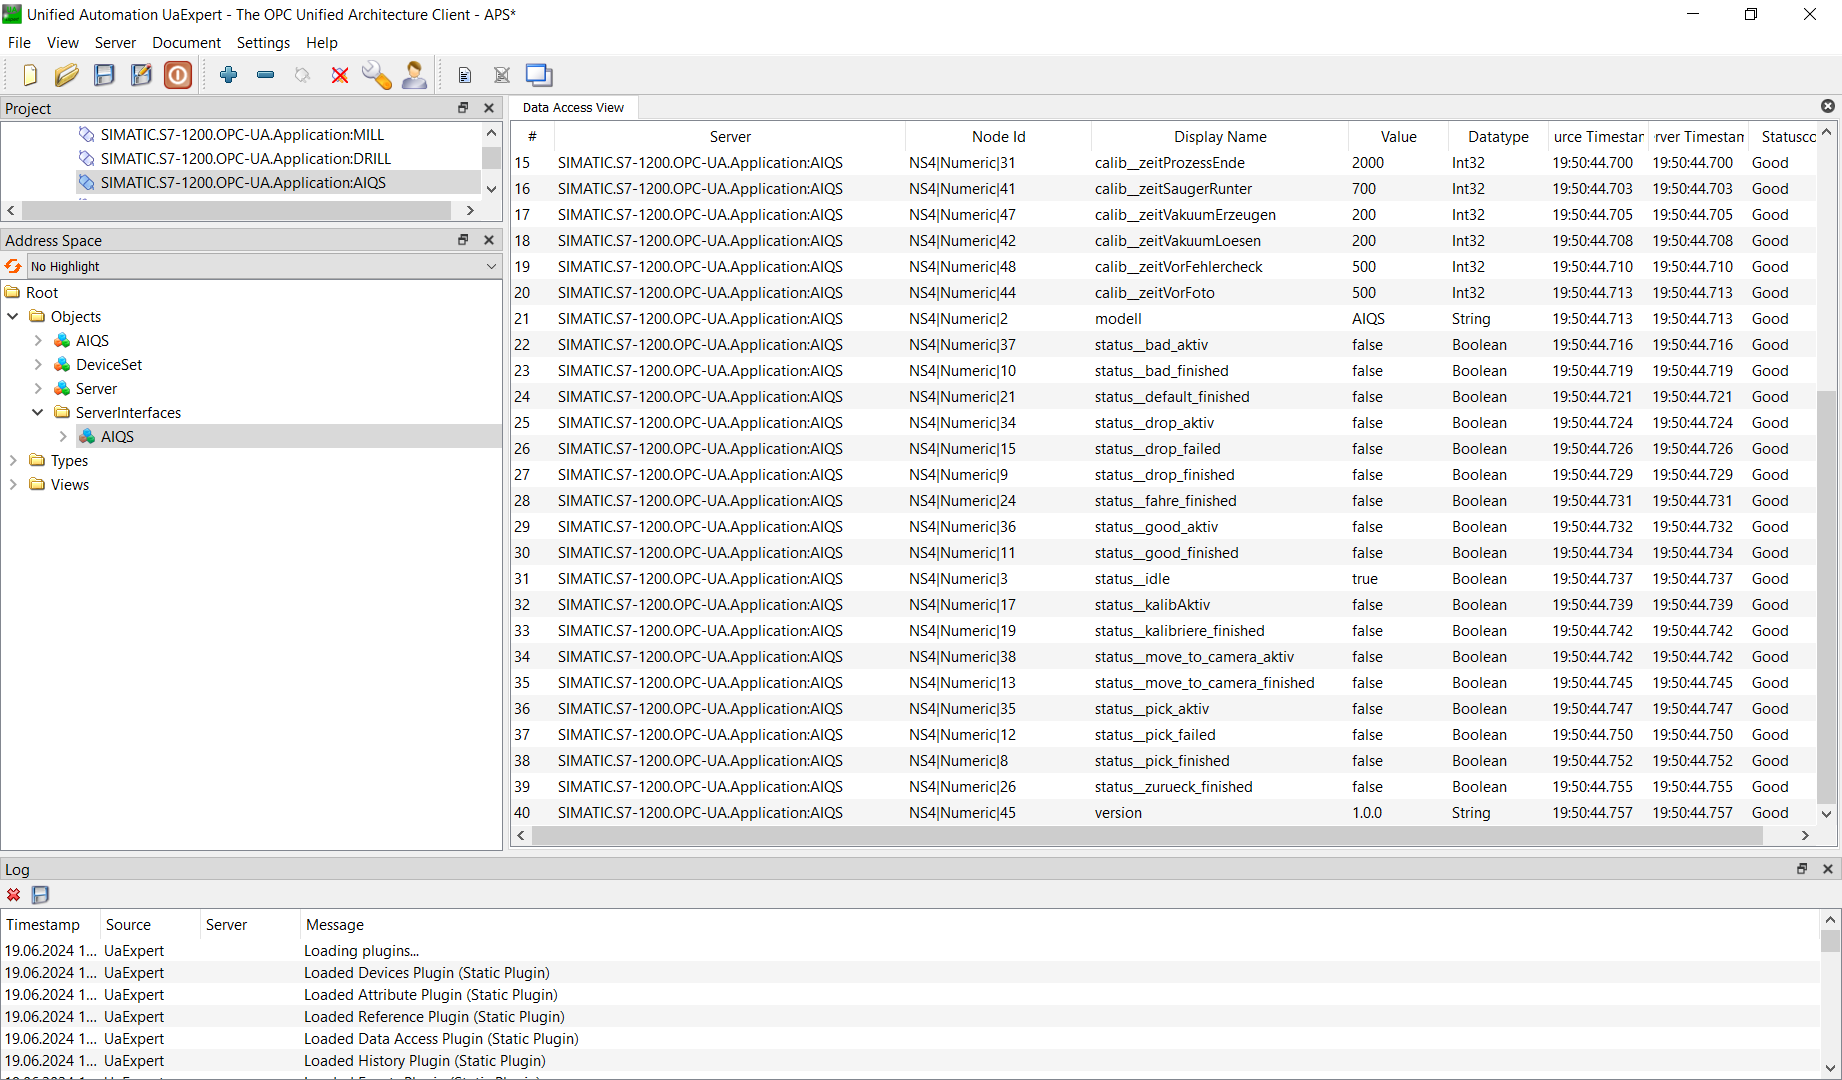 Unified Automation UaExpert - The OPC Unified Architecture Client - APS*
File View Server Document Settings Help
Project
SIMATIC.S7-1200.OPC-UA.Application:MILL
SIMATIC.S7-1200.OPC-UA.Application:DRILL
SIMATIC.S7-1200.OPC-UA.Application:AIQS
Address Space
No Highlight
Root
Objects
AIQS
DeviceSet
Server
ServerInterfaces
AIQS
Types
Views
Data Access View
# Server Node Id Display Name Value Datatype urce Timestar rver Timestan Statusco
15 SIMATIC.S7-1200.OPC-UA.Application:AIQS NS4|Numeric|31 calib__zeitProzessEnde 2000 Int32 19:50:44.700 19:50:44.700 Good
16 SIMATIC.S7-1200.OPC-UA.Application:AIQS NS4|Numeric|41 calib__zeitSaugerRunter 700 Int32 19:50:44.703 19:50:44.703 Good
17 SIMATIC.S7-1200.OPC-UA.Application:AIQS NS4|Numeric|47 calib__zeitVakuumErzeugen 200 Int32 19:50:44.705 19:50:44.705 Good
18 SIMATIC.S7-1200.OPC-UA.Application:AIQS NS4|Numeric|42 calib__zeitVakuumLoesen 200 Int32 19:50:44.708 19:50:44.708 Good
19 SIMATIC.S7-1200.OPC-UA.Application:AIQS NS4|Numeric|48 calib__zeitVorFehlercheck 500 Int32 19:50:44.710 19:50:44.710 Good
20 SIMATIC.S7-1200.OPC-UA.Application:AIQS NS4|Numeric|44 calib__zeitVorFoto 500 Int32 19:50:44.713 19:50:44.713 Good
21 SIMATIC.S7-1200.OPC-UA.Application:AIQS NS4|Numeric|2 modell AIQS String 19:50:44.713 19:50:44.713 Good
22 SIMATIC.S7-1200.OPC-UA.Application:AIQS NS4|Numeric|37 status__bad_aktiv false Boolean 19:50:44.716 19:50:44.716 Good
23 SIMATIC.S7-1200.OPC-UA.Application:AIQS NS4|Numeric|10 status__bad_finished false Boolean 19:50:44.719 19:50:44.719 Good
24 SIMATIC.S7-1200.OPC-UA.Application:AIQS NS4|Numeric|21 status__default_finished false Boolean 19:50:44.721 19:50:44.721 Good
25 SIMATIC.S7-1200.OPC-UA.Application:AIQS NS4|Numeric|34 status__drop_aktiv false Boolean 19:50:44.724 19:50:44.724 Good
26 SIMATIC.S7-1200.OPC-UA.Application:AIQS NS4|Numeric|15 status__drop_failed false Boolean 19:50:44.726 19:50:44.726 Good
27 SIMATIC.S7-1200.OPC-UA.Application:AIQS NS4|Numeric|9 status__drop_finished false Boolean 19:50:44.729 19:50:44.729 Good
28 SIMATIC.S7-1200.OPC-UA.Application:AIQS NS4|Numeric|24 status__fahre_finished false Boolean 19:50:44.731 19:50:44.731 Good
29 SIMATIC.S7-1200.OPC-UA.Application:AIQS NS4|Numeric|36 status__good_aktiv false Boolean 19:50:44.732 19:50:44.732 Good
30 SIMATIC.S7-1200.OPC-UA.Application:AIQS NS4|Numeric|11 status__good_finished false Boolean 19:50:44.734 19:50:44.734 Good
31 SIMATIC.S7-1200.OPC-UA.Application:AIQS NS4|Numeric|3 status__idle true Boolean 19:50:44.737 19:50:44.737 Good
32 SIMATIC.S7-1200.OPC-UA.Application:AIQS NS4|Numeric|17 status__kalibAktiv false Boolean 19:50:44.739 19:50:44.739 Good
33 SIMATIC.S7-1200.OPC-UA.Application:AIQS NS4|Numeric|19 status__kalibriere_finished false Boolean 19:50:44.742 19:50:44.742 Good
34 SIMATIC.S7-1200.OPC-UA.Application:AIQS NS4|Numeric|38 status__move_to_camera_aktiv false Boolean 19:50:44.742 19:50:44.742 Good
35 SIMATIC.S7-1200.OPC-UA.Application:AIQS NS4|Numeric|13 status__move_to_camera_finished false Boolean 19:50:44.745 19:50:44.745 Good
36 SIMATIC.S7-1200.OPC-UA.Application:AIQS NS4|Numeric|35 status__pick_aktiv false Boolean 19:50:44.747 19:50:44.747 Good
37 SIMATIC.S7-1200.OPC-UA.Application:AIQS NS4|Numeric|12 status__pick_failed false Boolean 19:50:44.750 19:50:44.750 Good
38 SIMATIC.S7-1200.OPC-UA.Application:AIQS NS4|Numeric|8 status__pick_finished false Boolean 19:50:44.752 19:50:44.752 Good
39 SIMATIC.S7-1200.OPC-UA.Application:AIQS NS4|Numeric|26 status__zurueck_finished false Boolean 19:50:44.755 19:50:44.755 Good
40 SIMATIC.S7-1200.OPC-UA.Application:AIQS NS4|Numeric|45 version 1.0.0 String 19:50:44.757 19:50:44.757 Good
Log
Timestamp Source Server Message
19.06.2024 1... UaExpert Loading plugins...
19.06.2024 1... UaExpert Loaded Devices Plugin (Static Plugin)
19.06.2024 1... UaExpert Loaded Attribute Plugin (Static Plugin)
19.06.2024 1... UaExpert Loaded Reference Plugin (Static Plugin)
19.06.2024 1... UaExpert Loaded Data Access Plugin (Static Plugin)
19.06.2024 1... UaExpert Loaded History Plugin (Static Plugin)